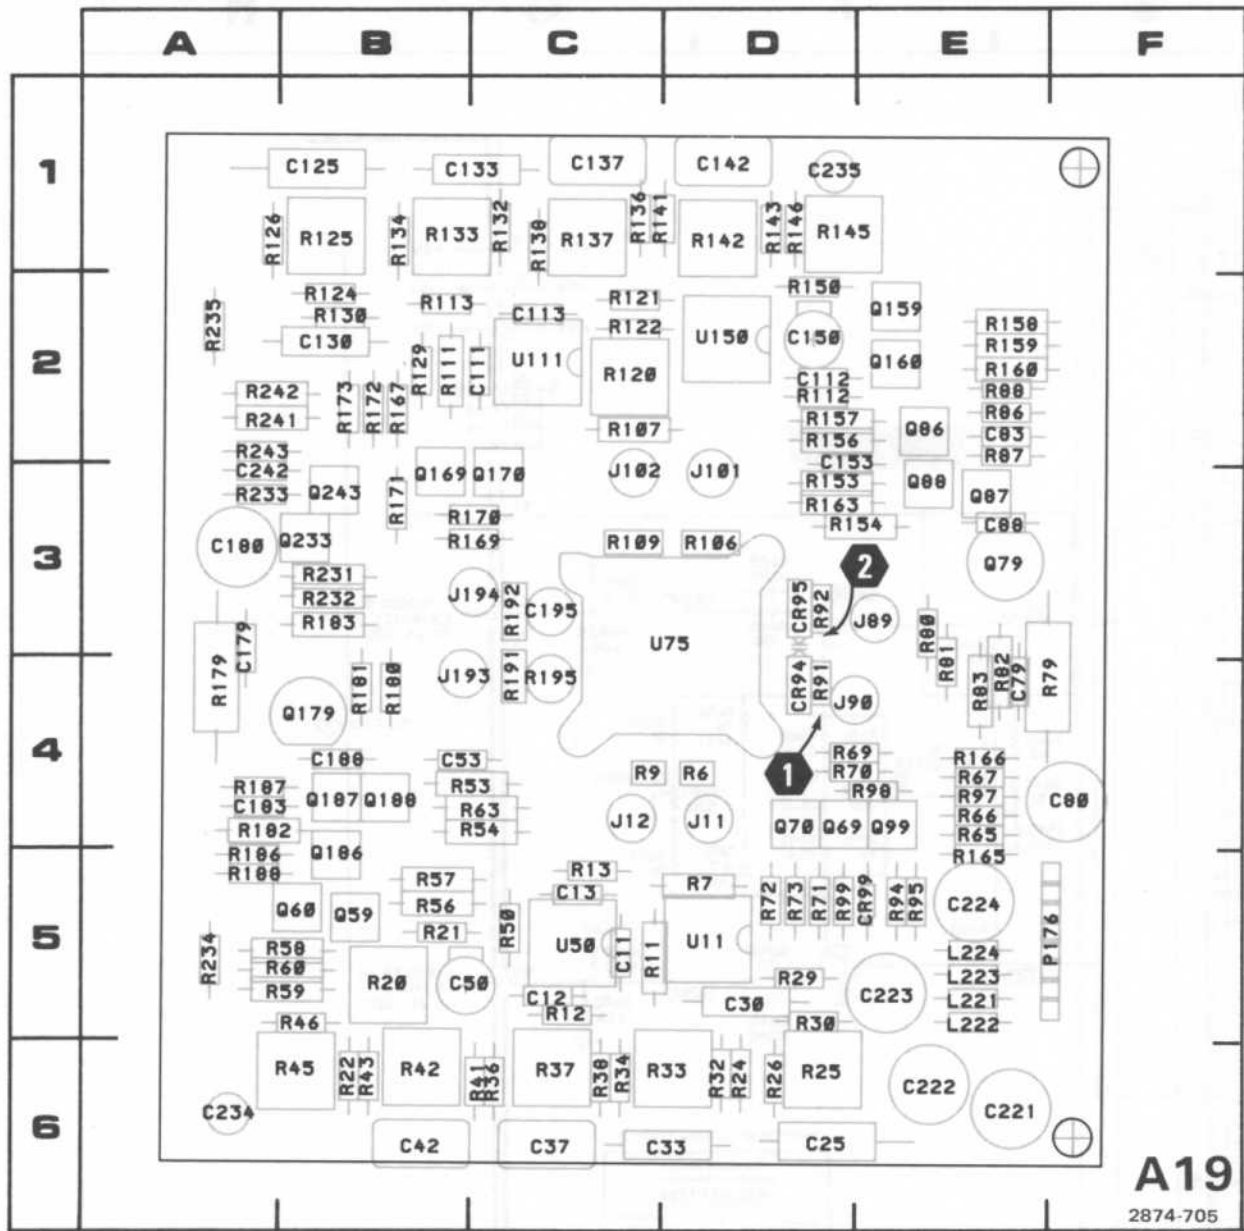 A B C D E F
1
C125 C133 C137 C142 C235
R126 R125 R134 R133 R132 R138 R137 R136 R141 R142 R143 R146 R145
2
R235 R124 R130 C130 R113 C113 R121 R122 R150 Q159
U111 U150 C150 R158 R159 R160
R129 R111 C111 R120 Q160 R88
R242 R241 R173 R172 R167 C112 R112 R86
R107 R157 R156 Q86 C83 R87
R243 C242 R233
3
Q243 R171 Q169 Q170 J102 J101 C153 R153 R163 Q88 Q87
R170 R169 R154 C88
C180 Q233 R109 R106 Q79
2
R231 R232 R183 J194 R192 C195 CR95 R92 J89
U75
R179 C179 R80 R81 R82 R83 C79 R79
4
Q179 R181 R180 J193 R191 R195 CR94 R91 J90
1
C188 C53 R69 R70 R98 R166
R187 C183 Q187 Q188 R53 R9 R6 R67 R97 C80
R182 R63 R54 J12 J11 Q70 Q69 Q99 R66 R65
R186 R188 Q186 R165
5
R57 R56 R21 R13 C13 R7 R72 R73 R71 R99 CR99 R94 R95 C224 P176
Q60 Q59 R50 U50 C11 R11 U11
R234 R58 R60 R59 R20 C50 L224 L223 L221 L222
C12 R12 C30 R29 R30 C223
R46
6
R45 R22 R43 R42 R41 R36 R37 R38 R34 R33 R32 R24 R26 R25 C222 C221
C234 C42 C37 C33 C25
A19
2874-705